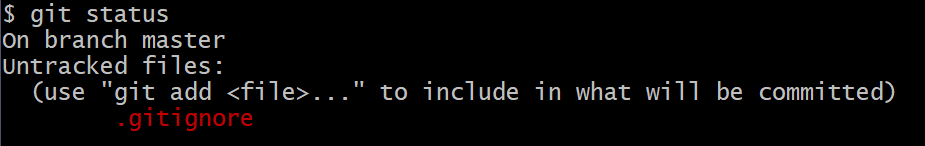 $ git status
On branch master
Untracked files:
  (use "git add <file>..." to include in what will be committed)
        .gitignore